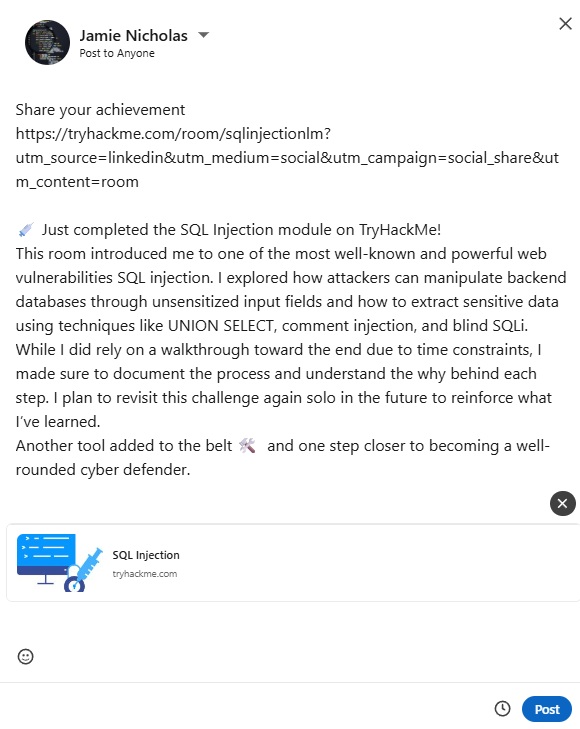 Jamie Nicholas
Post to Anyone
Share your achievement
https://tryhackme.com/room/sqlinjectionlm?
utm_source=linkedin&utm_medium=social&utm_campaign=social_share&ut
m_content=room
Just completed the SQL Injection module on TryHackMe!
This room introduced me to one of the most well-known and powerful web
vulnerabilities SQL injection. I explored how attackers can manipulate backend
databases through unsensitized input fields and how to extract sensitive data
using techniques like UNION SELECT, comment injection, and blind SQLi.
While I did rely on a walkthrough toward the end due to time constraints, I
made sure to document the process and understand the why behind each
step. I plan to revisit this challenge again solo in the future to reinforce what
I've learned.
Another tool added to the belt 🛠️ and one step closer to becoming a well-
rounded cyber defender.
SQL Injection
tryhackme.com
Post